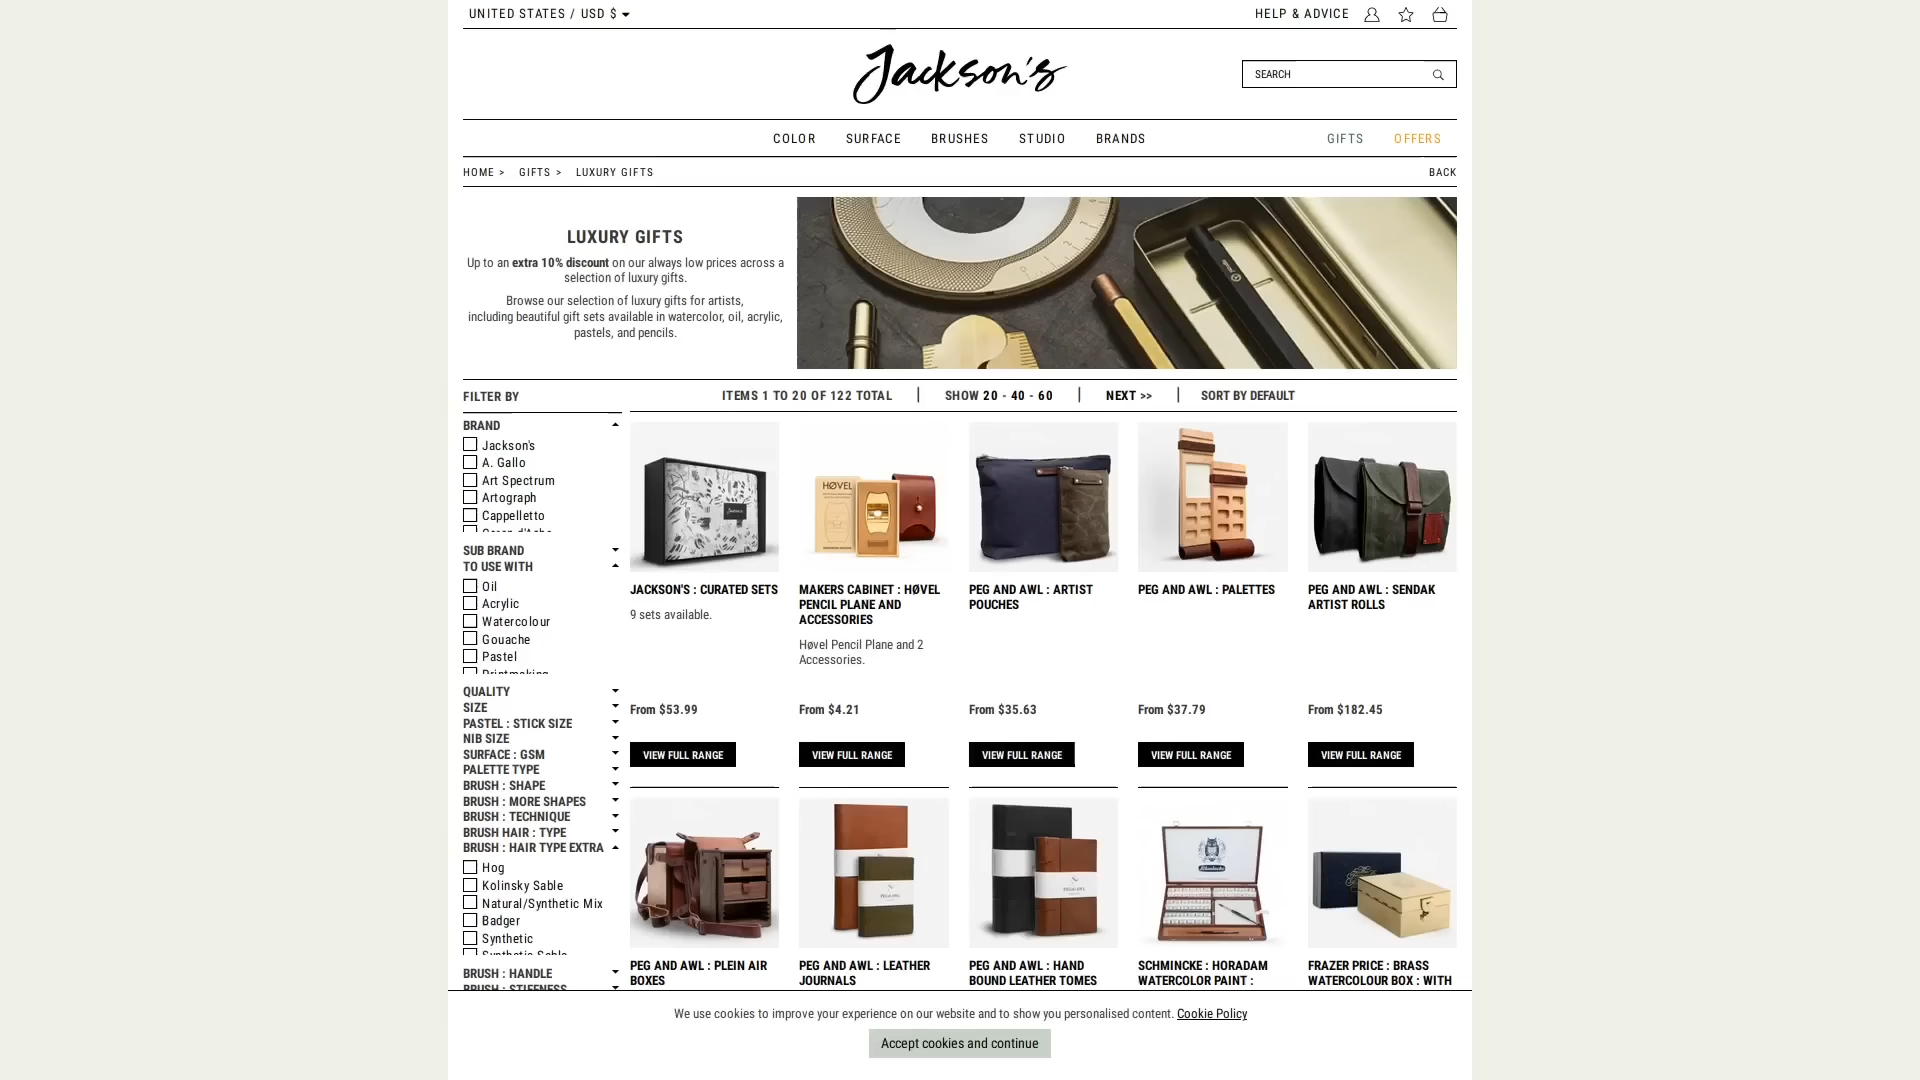 UNITED STATES / USD $
HELP & ADVICE
Jackson's
SEARCH
COLOR
SURFACE
BRUSHES
STUDIO
BRANDS
GIFTS
OFFERS
HOME > GIFTS > LUXURY GIFTS
BACK
LUXURY GIFTS
Up to an extra 10% discount on our always low prices across a
selection of luxury gifts.
Browse our selection of luxury gifts for artists,
including beautiful gift sets available in watercolor, oil, acrylic,
pastels, and pencils.
FILTER BY
BRAND
Jackson's
A. Gallo
Art Spectrum
Artograph
Cappelletto
SUB BRAND
TO USE WITH
Oil
Acrylic
Watercolour
Gouache
Pastel
Printmaking
QUALITY
SIZE
PASTEL : STICK SIZE
NIB SIZE
SURFACE : GSM
PALETTE TYPE
BRUSH : SHAPE
BRUSH : MORE SHAPES
BRUSH : TECHNIQUE
BRUSH HAIR : TYPE
BRUSH : HAIR TYPE EXTRA
Hog
Kolinsky Sable
Natural/Synthetic Mix
Badger
Synthetic
Synthetic Sable
BRUSH : HANDLE
BRUSH : STIFFNESS
ITEMS 1 TO 20 OF 122 TOTAL
SHOW 20 - 40 - 60
NEXT >>
SORT BY DEFAULT
HØVEL
JACKSON'S : CURATED SETS
9 sets available.
From $53.99
VIEW FULL RANGE
MAKERS CABINET : HØVEL
PENCIL PLANE AND
ACCESSORIES
Høvel Pencil Plane and 2
Accessories.
From $4.21
VIEW FULL RANGE
PEG AND AWL : ARTIST
POUCHES
From $35.63
VIEW FULL RANGE
PEG AND AWL : PALETTES
From $37.79
VIEW FULL RANGE
PEG AND AWL : SENDAK
ARTIST ROLLS
From $182.45
VIEW FULL RANGE
PEG AND AWL : PLEIN AIR
BOXES
PEG AND AWL : LEATHER
JOURNALS
PEG AND AWL : HAND
BOUND LEATHER TOMES
SCHMINCKE : HORADAM
WATERCOLOR PAINT :
FRAZER PRICE : BRASS
WATERCOLOUR BOX : WITH
We use cookies to improve your experience on our website and to show you personalised content. Cookie Policy
Accept cookies and continue